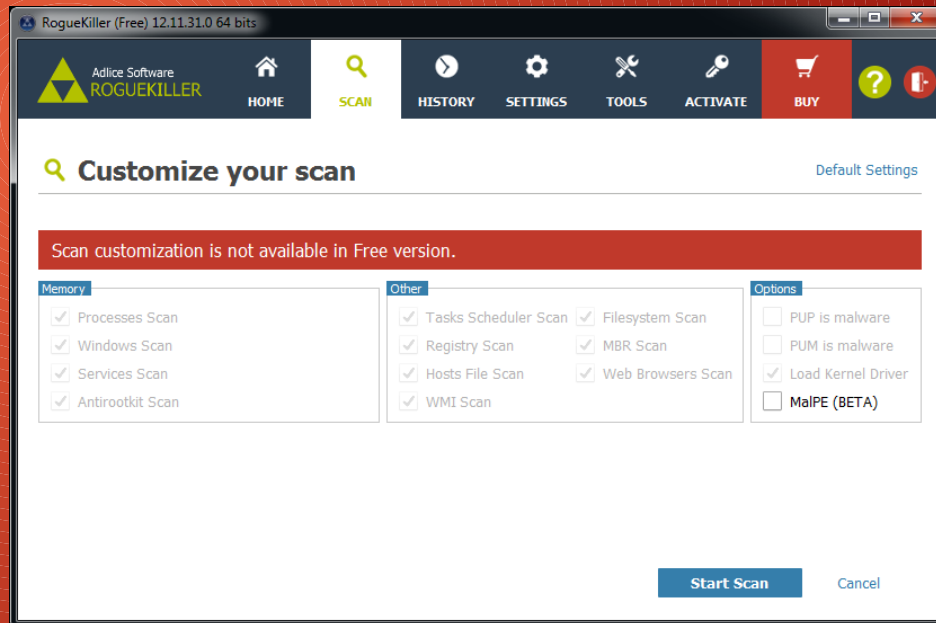 RogueKiller (Free) 12.11.31.0 64 bits
Adlice Software
ROGUEKILLER
HOME
SCAN
HISTORY
SETTINGS
TOOLS
ACTIVATE
BUY
?
Customize your scan
Default Settings
Scan customization is not available in Free version.
Memory
Processes Scan
Windows Scan
Services Scan
Antirootkit Scan
Other
Tasks Scheduler Scan
Registry Scan
Hosts File Scan
WMI Scan
Filesystem Scan
MBR Scan
Web Browsers Scan
Options
PUP is malware
PUM is malware
Load Kernel Driver
MalPE (BETA)
Start Scan
Cancel